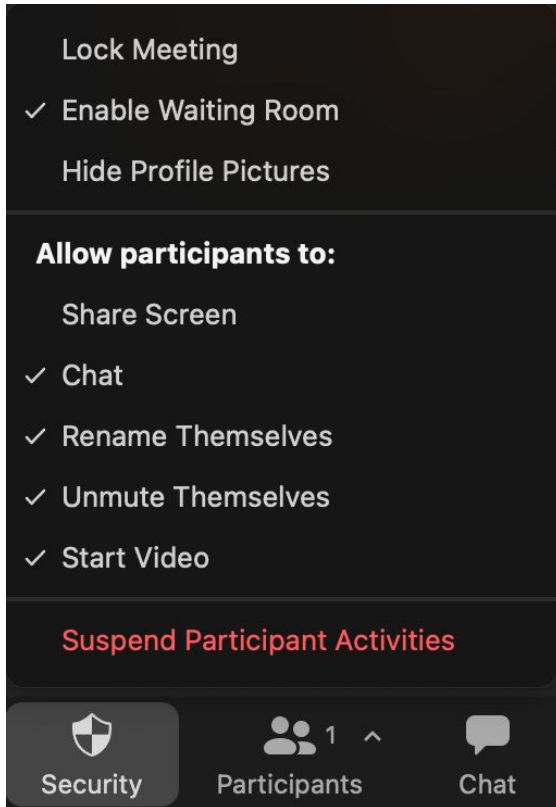 Lock Meeting
✓ Enable Waiting Room
Hide Profile Pictures
Allow participants to:
Share Screen
✓ Chat
✓ Rename Themselves
✓ Unmute Themselves
✓ Start Video
Suspend Participant Activities
1
Security Participants Chat